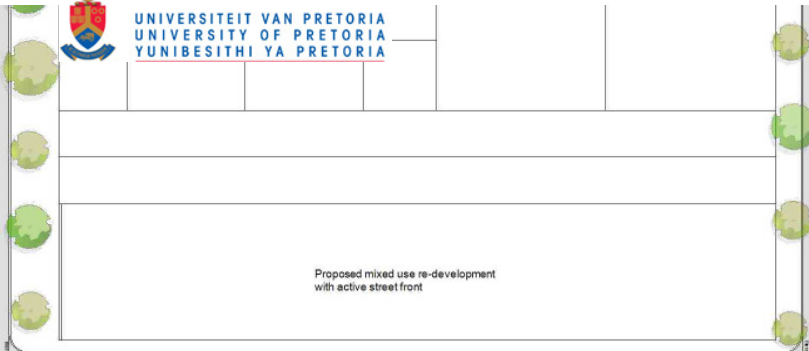 UNIVERSITEIT VAN PRETORIA
UNIVERSITY OF PRETORIA
YUNIBESITHI YA PRETORIA
Proposed mixed use re-development
with active street front